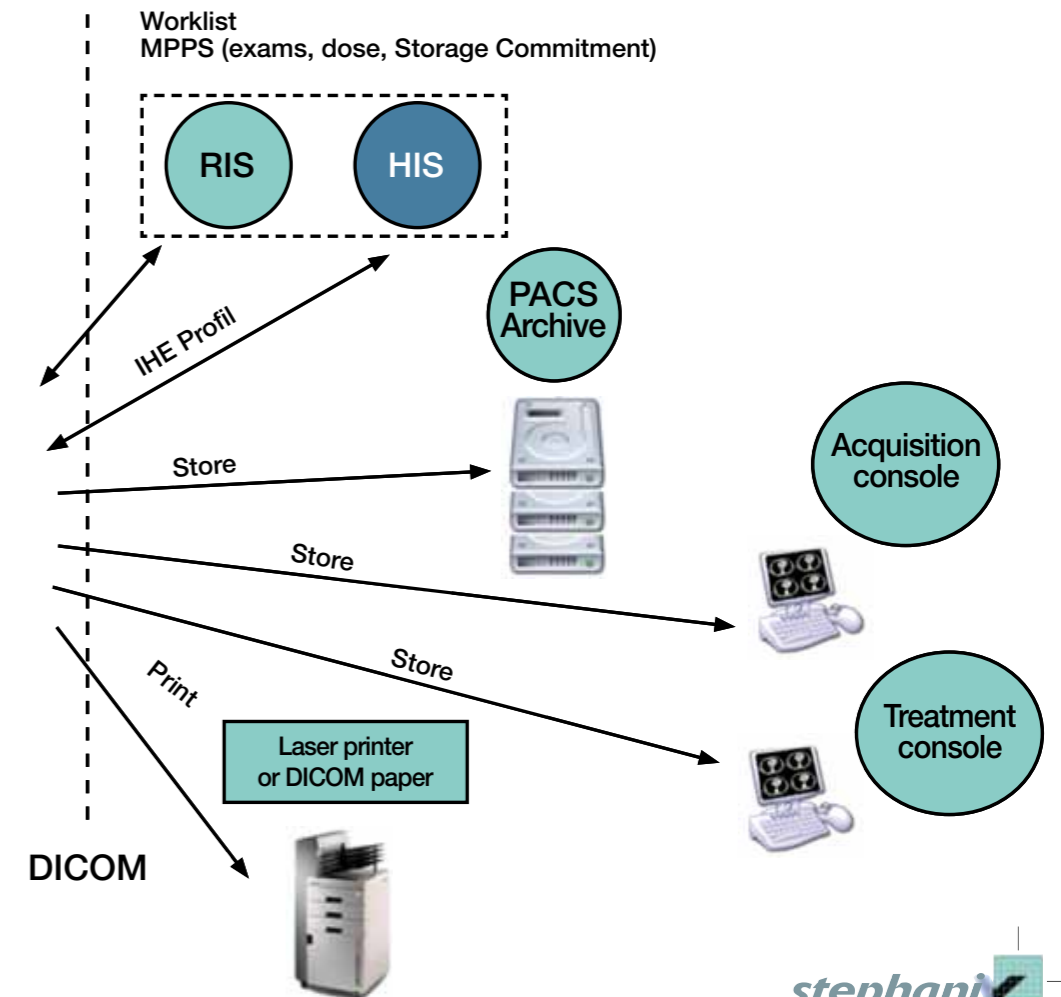 Worklist
MPPS (exams, dose, Storage Commitment)
RIS
HIS
PACS
Archive
IHE Profil
Store
Acquisition
console
Store
Store
Treatment
console
Print
Laser printer
or DICOM paper
DICOM
stephanix